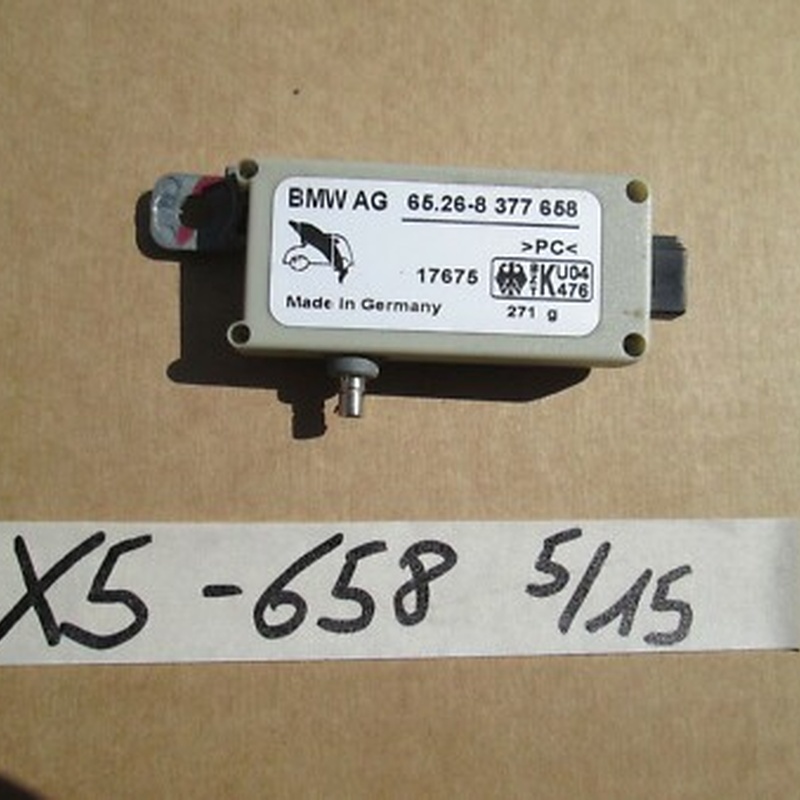 BMW AG 65.26-8 377 658
>PC<
17675
BZT K U04 476
Made in Germany 271 g
X5-658 5/15